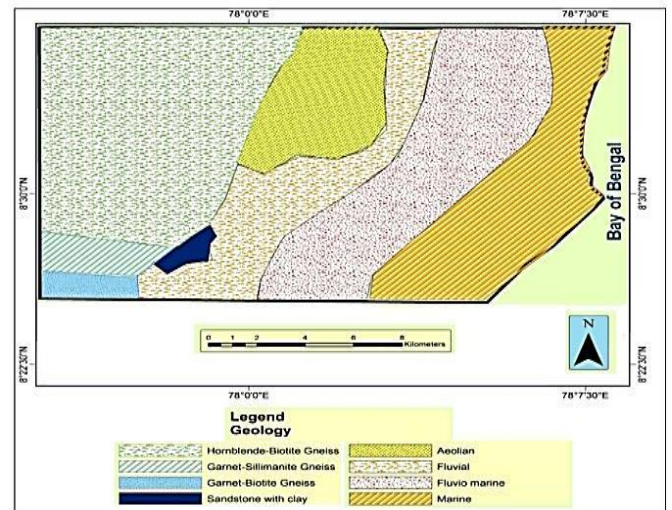 78°0'0"E 78°7'30"E
8°30'0"N
8°30'0"N
Bay of Bengal
0 1 2 4 6 8
Kilometers
N
8°22'30"N
8°22'30"N
78°0'0"E 78°7'30"E
Legend
Geology
Hornblende-Biotite Gneiss
Garnet-Sillimanite Gneiss
Garnet-Biotite Gneiss
Sandstone with clay
Aeolian
Fluvial
Fluvio marine
Marine